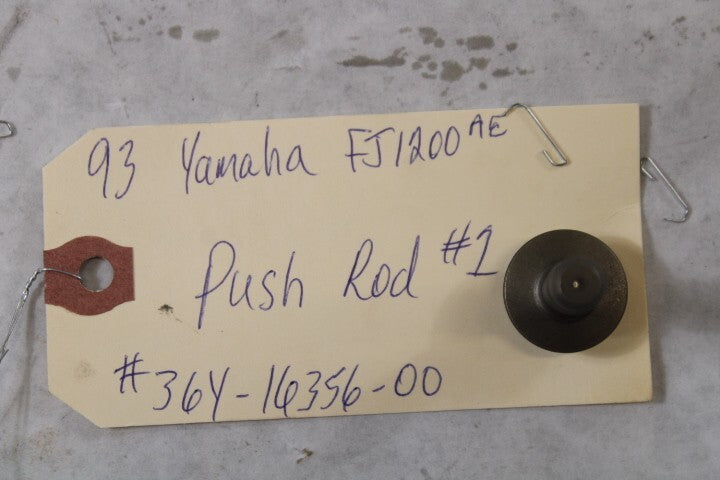 93 Yamaha FJ1200 AE
Push Rod #1
#36Y-16356-00